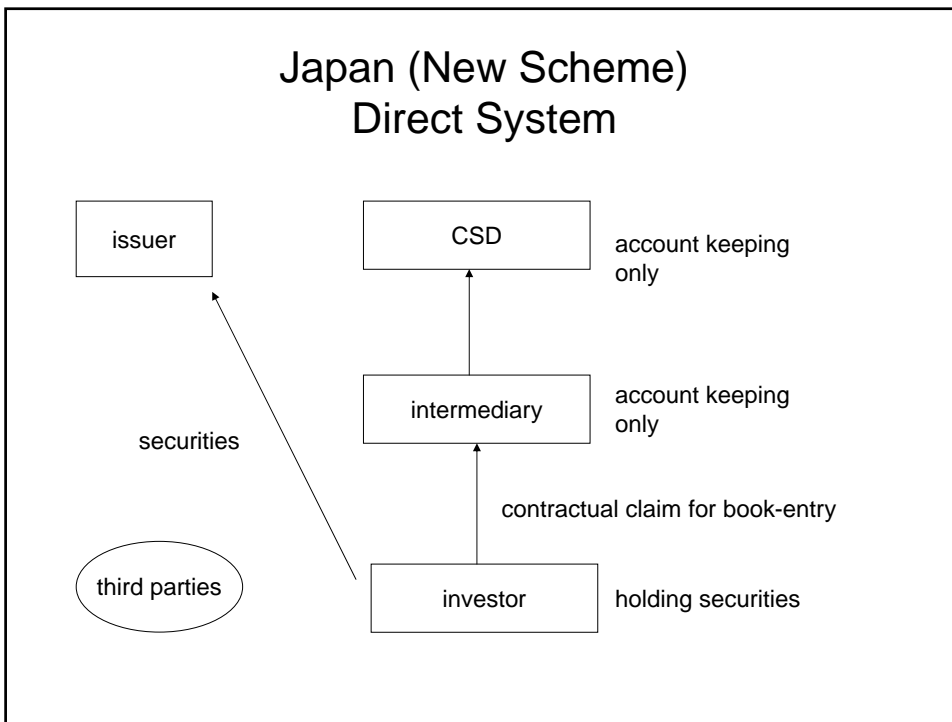 Japan (New Scheme)
Direct System
issuer
CSD
account keeping
only
intermediary
account keeping
only
securities
contractual claim for book-entry
third parties
investor
holding securities